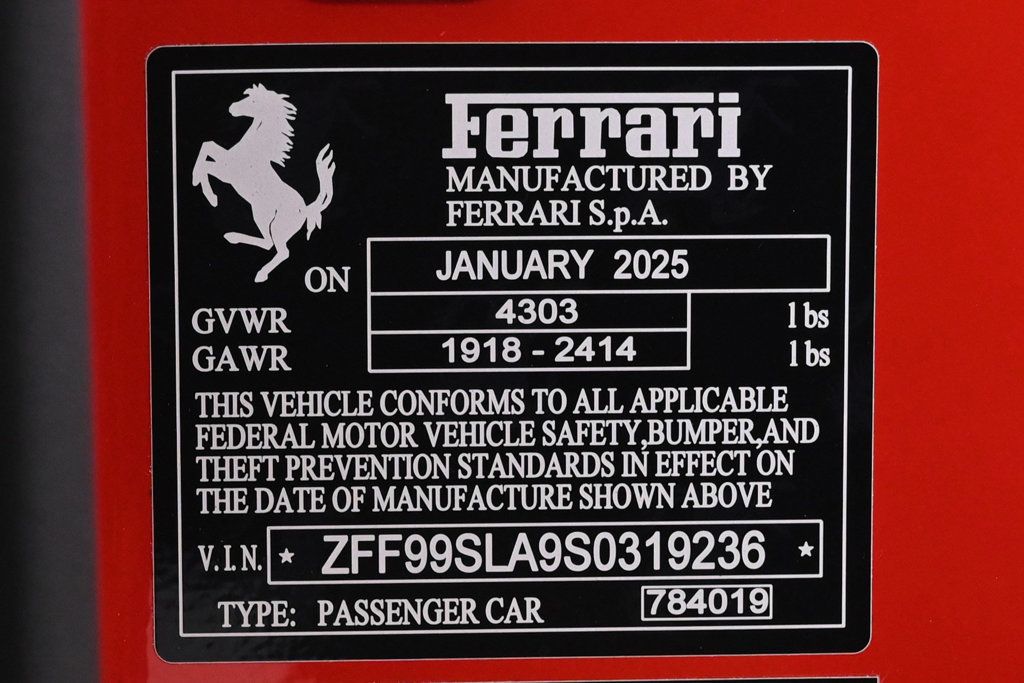 Ferrari
MANUFACTURED BY
FERRARI S.p.A.
ON JANUARY 2025
GVWR 4303 lbs
GAWR 1918 - 2414 lbs
THIS VEHICLE CONFORMS TO ALL APPLICABLE
FEDERAL MOTOR VEHICLE SAFETY,BUMPER,AND
THEFT PREVENTION STANDARDS IN EFFECT ON
THE DATE OF MANUFACTURE SHOWN ABOVE
V.I.N. ★ ZFF99SLA9S0319236 ★
TYPE: PASSENGER CAR 784019